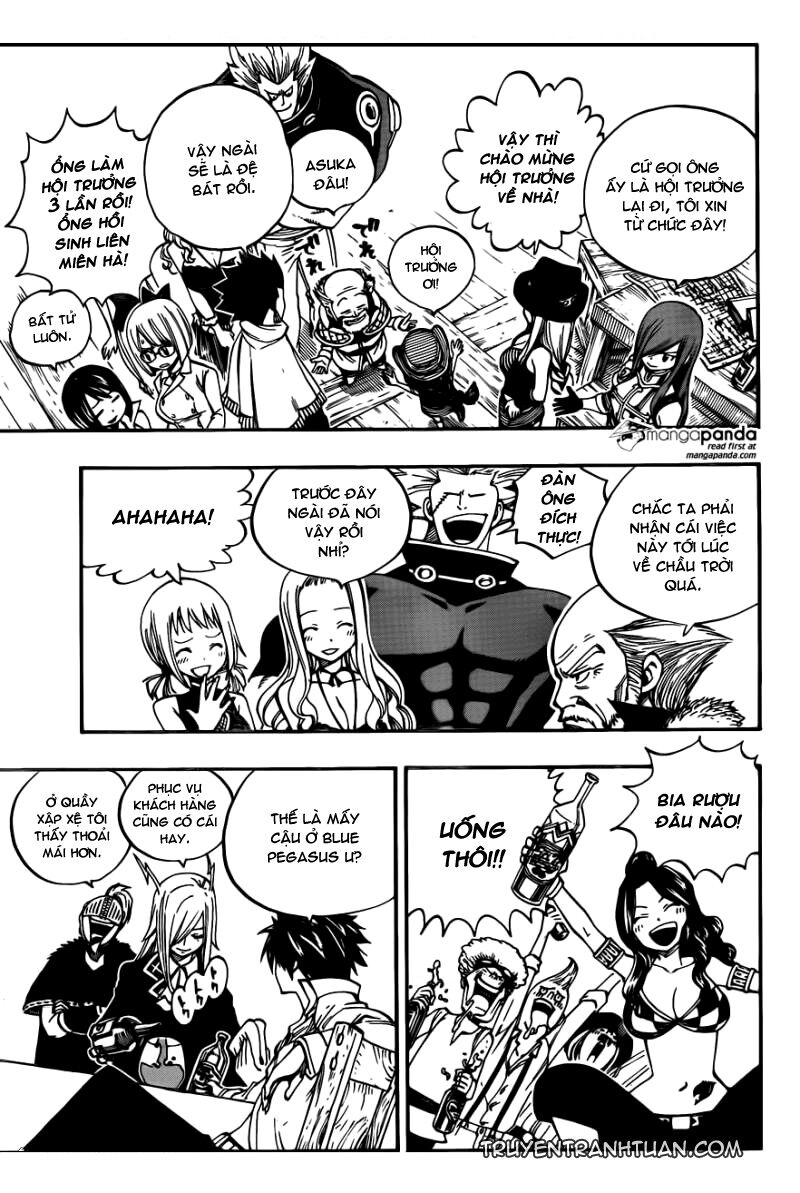 CỨ GỌI ÔNG
ẤY LÀ HỘI TRƯỞNG
LẠI ĐI, TÔI XIN
TỪ CHỨC ĐÂY!
VẬY THÌ
CHÀO MỪNG
HỘI TRƯỞNG
VỀ NHÀ!
HỘI
TRƯỞNG
ƠI!
ASUKA
ĐÂU!
VẬY NGÀI
SẼ LÀ ĐỆ
BÁT RỒI.
でれ
でれ
ỔNG LÀM
HỘI TRƯỞNG
3 LẦN RỒI!
ỔNG HỒI
SINH LIÊN
MIÊN HÀ!
BẤT TỬ
LUÔN.
mangapanda
read first at
mangapanda.com
CHẮC TA PHẢI
NHẬN CÁI VIỆC
NÀY TỚI LÚC
VỀ CHẦU TRỜI
QUÁ.
ĐÀN
ÔNG
ĐÍCH
THỰC!
TRƯỚC ĐÂY
NGÀI ĐÃ NÓI
VẬY RỒI
NHỈ?
AHAHAHA!
BIA RƯỢU
ĐÂU NÀO!
UỐNG
THÔI!!
THẾ LÀ MẤY
CẬU Ở BLUE
PEGASUS Ư?
PHỤC VỤ
KHÁCH HÀNG
CŨNG CÓ CÁI
HAY.
Ở QUẦY
XẬP XỆ TÔI
THẤY THOẢI
MÁI HƠN.
TRUYENTRANHTUAN.COM